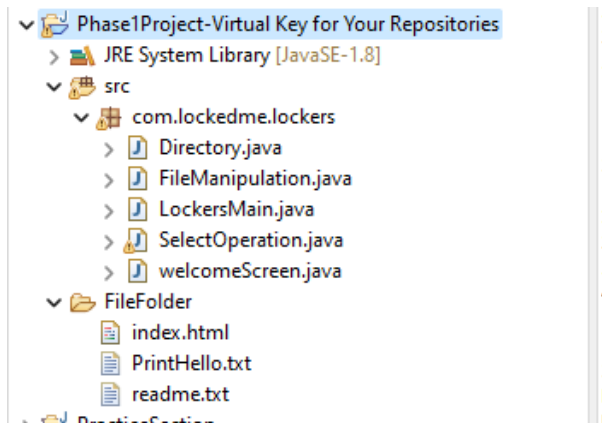 Phase1Project-Virtual Key for Your Repositories
JRE System Library [JavaSE-1.8]
src
com.lockedme.lockers
Directory.java
FileManipulation.java
LockersMain.java
SelectOperation.java
welcomeScreen.java
FileFolder
index.html
PrintHello.txt
readme.txt
PracticeSection